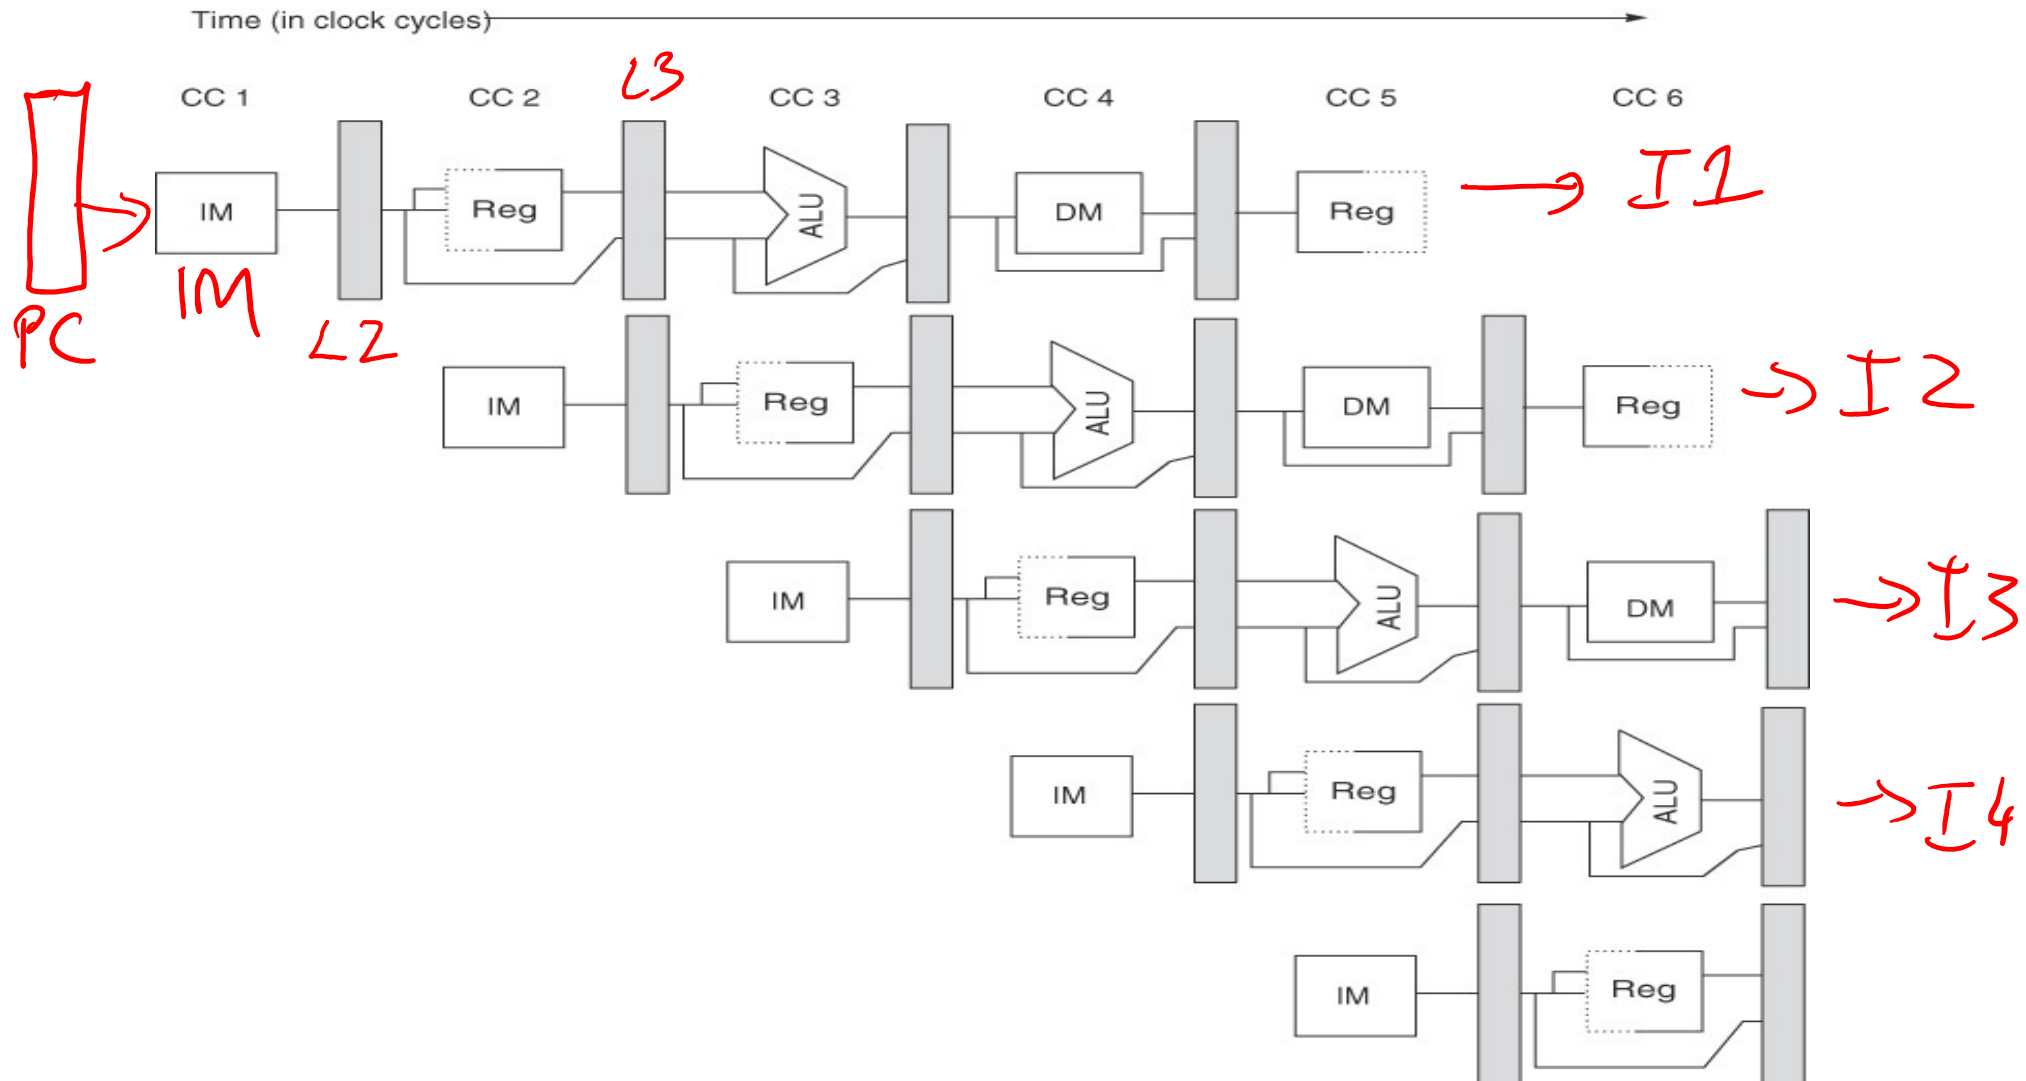 Time (in clock cycles)
L3
CC 1 CC 2 CC 3 CC 4 CC 5 CC 6
IM Reg ALU DM Reg I1
PC IM L2
IM Reg ALU DM Reg I2
IM Reg ALU DM I3
IM Reg ALU I4
IM Reg